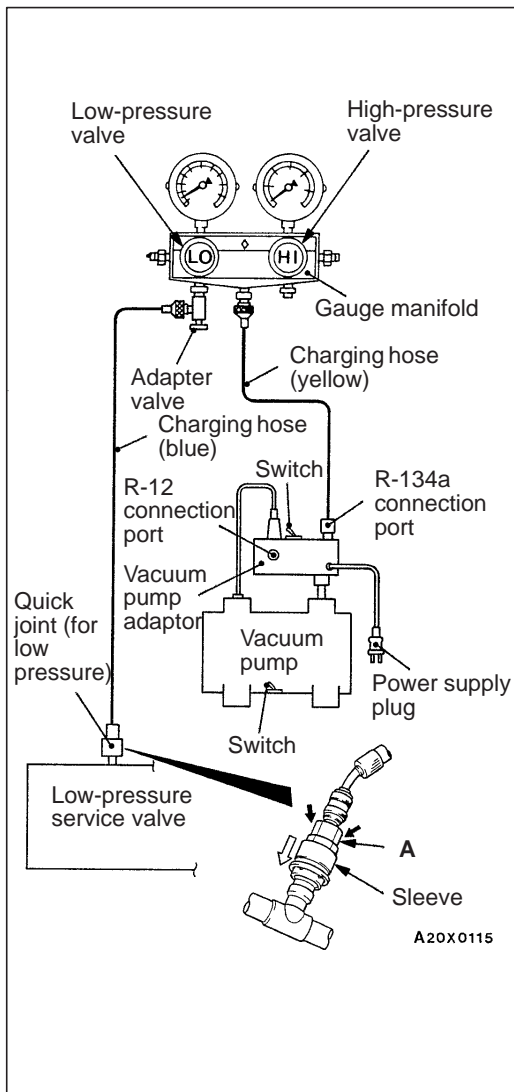 Low-pressure
valve
High-pressure
valve
LO
HI
Gauge manifold
Adapter
valve
Charging hose
(yellow)
Charging hose
(blue)
Switch
R-12
connection
port
R-134a
connection
port
Vacuum
pump
adaptor
Quick
joint (for
low
pressure)
Vacuum
pump
Power supply
plug
Switch
Low-pressure
service valve
A
Sleeve
A20X0115